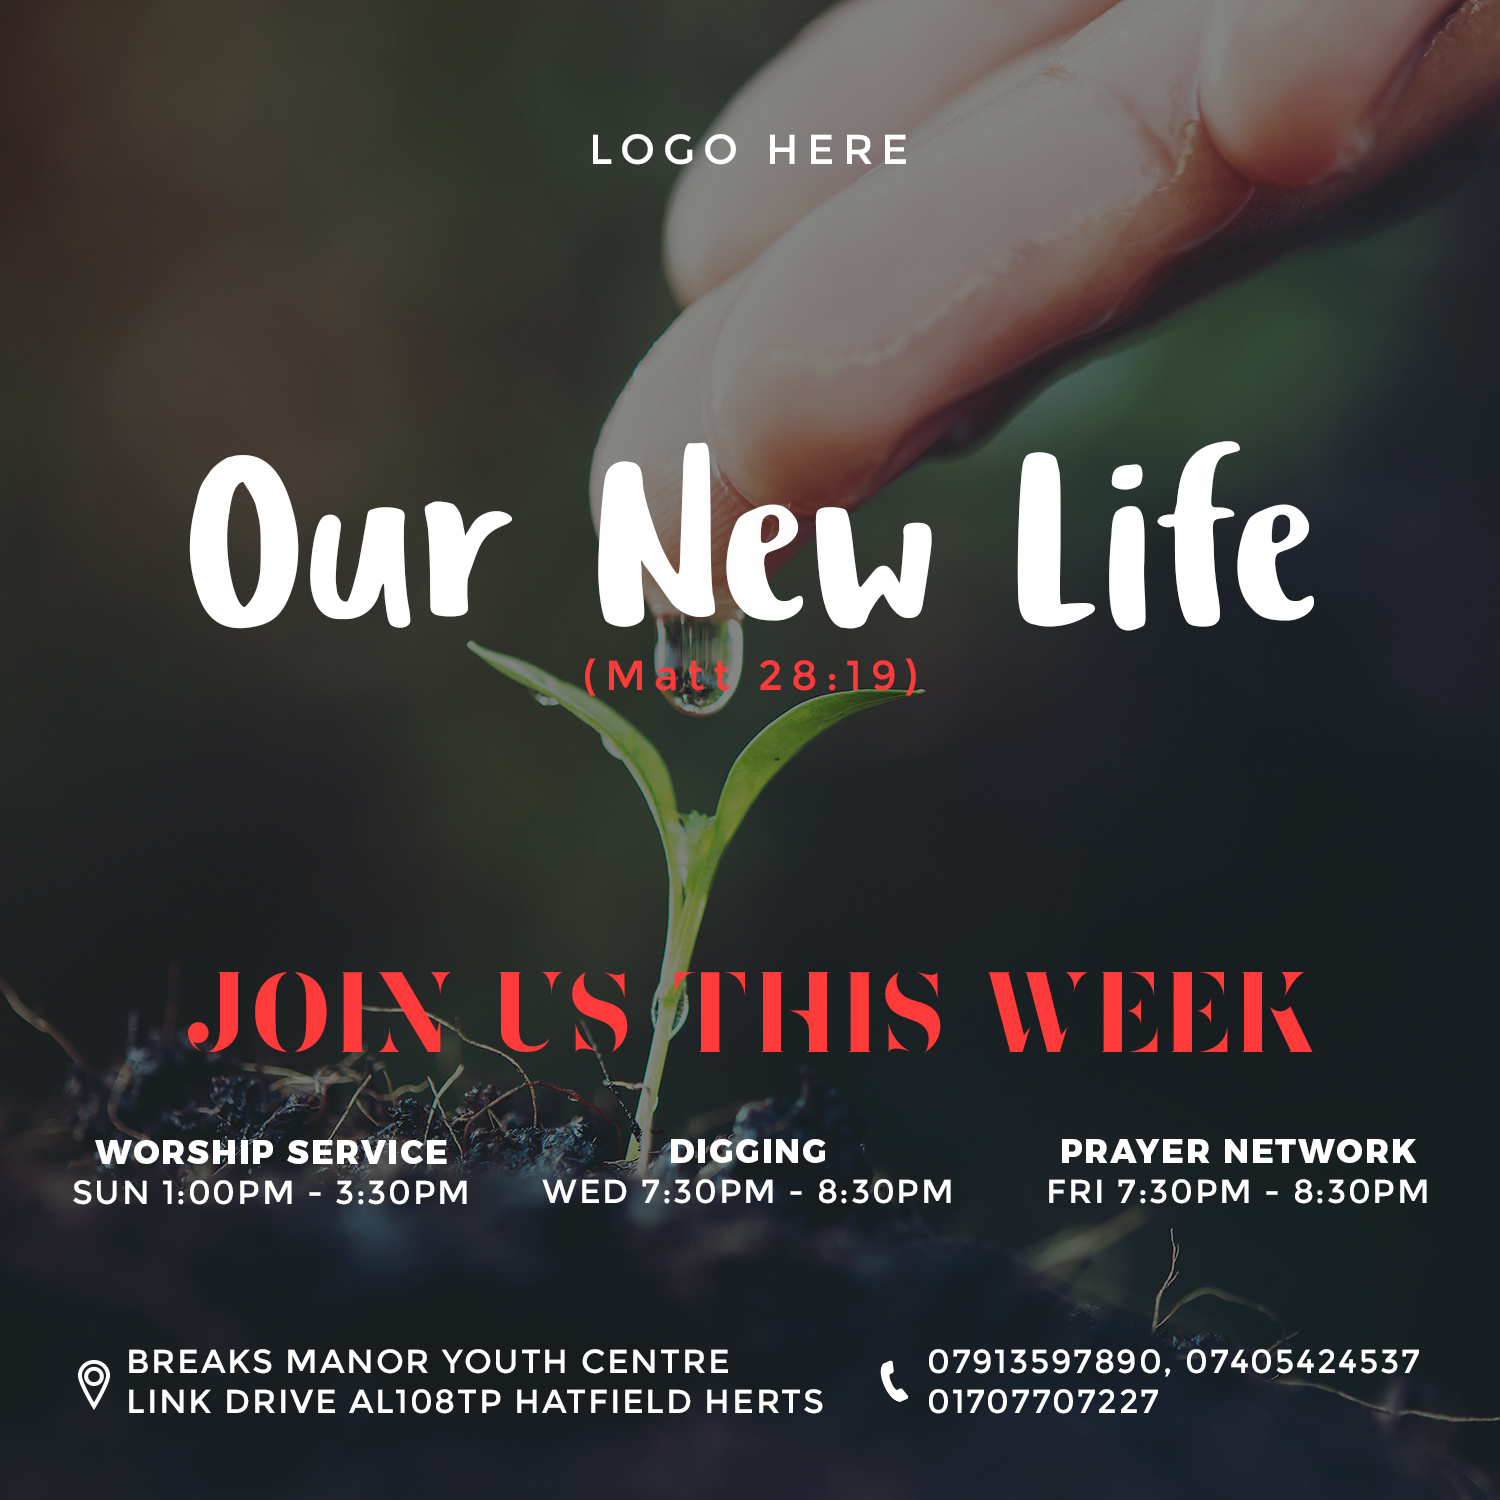 LOGO HERE
Our New Life
(Matt 28:19)
JOIN US THIS WEEK
WORSHIP SERVICE
SUN 1:00PM - 3:30PM
DIGGING
WED 7:30PM - 8:30PM
PRAYER NETWORK
FRI 7:30PM - 8:30PM
BREAKS MANOR YOUTH CENTRE
LINK DRIVE AL108TP HATFIELD HERTS
07913597890, 07405424537
01707707227